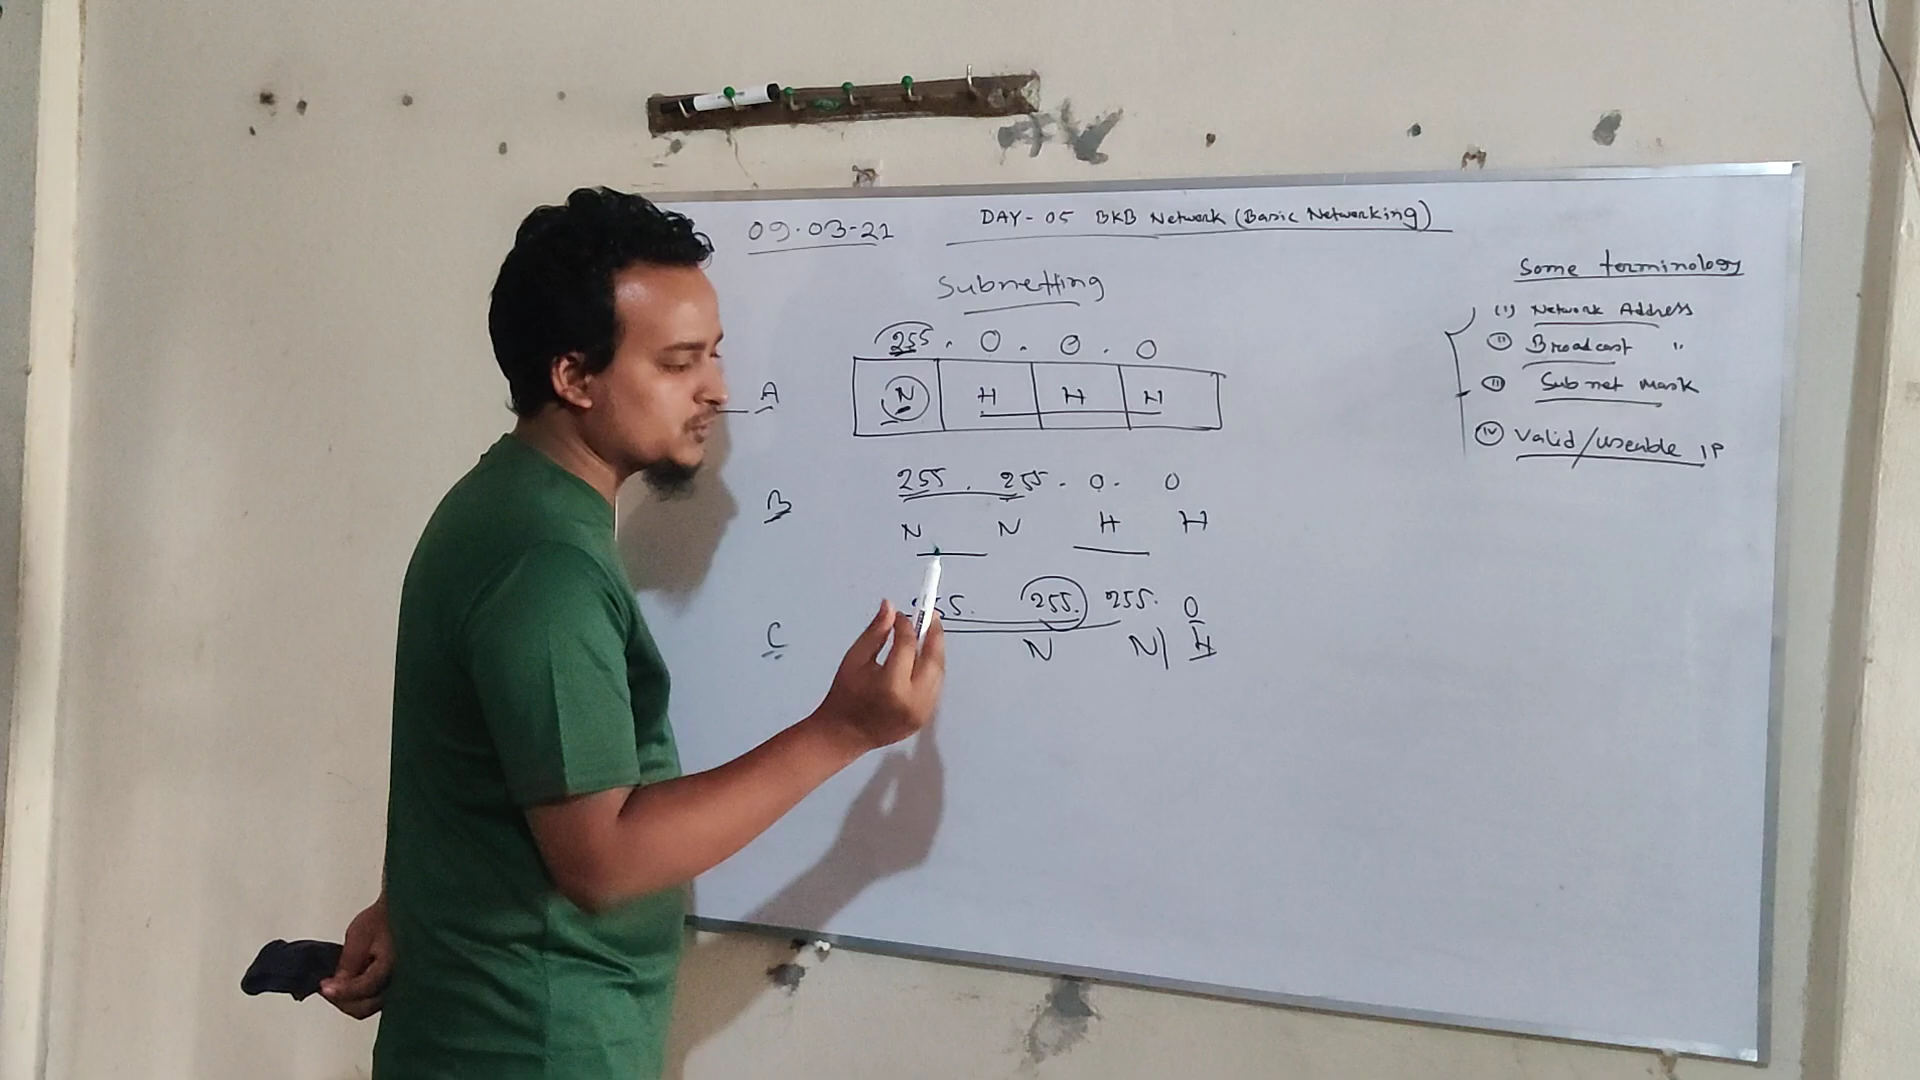 09.03-21
DAY-05 BKB Network (Basic Networking)
Subnetting
255. 0. 0. 0
A N H H H
B 255. 255. 0. 0
N N H H
C 255. 255. 255. 0
N N| H
Some terminology
(i) Network Address
(ii) Broadcast "
(iii) Subnet Mask
(iv) Valid/useable IP